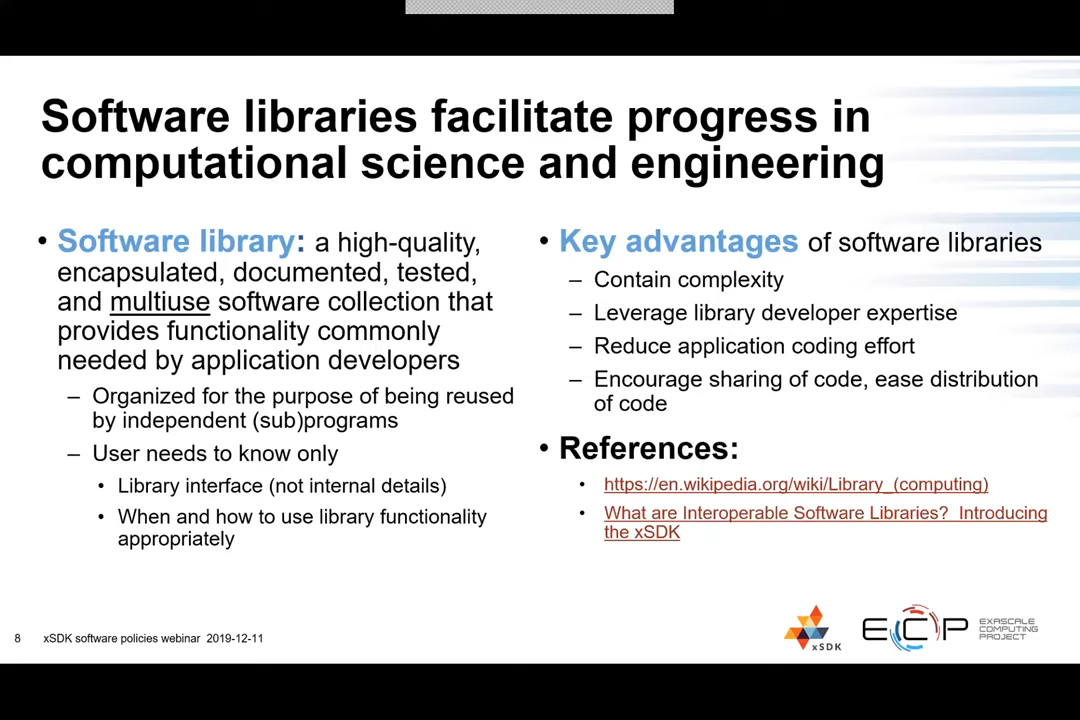 Software libraries facilitate progress in
computational science and engineering
• Software library: a high-quality,
encapsulated, documented, tested,
and multiuse software collection that
provides functionality commonly
needed by application developers
– Organized for the purpose of being reused
by independent (sub)programs
– User needs to know only
• Library interface (not internal details)
• When and how to use library functionality
appropriately
• Key advantages of software libraries
– Contain complexity
– Leverage library developer expertise
– Reduce application coding effort
– Encourage sharing of code, ease distribution
of code
• References:
• https://en.wikipedia.org/wiki/Library_(computing)
• What are Interoperable Software Libraries? Introducing
the xSDK
8 xSDK software policies webinar 2019-12-11
xSDK
ECP
EXASCALE
COMPUTING
PROJECT